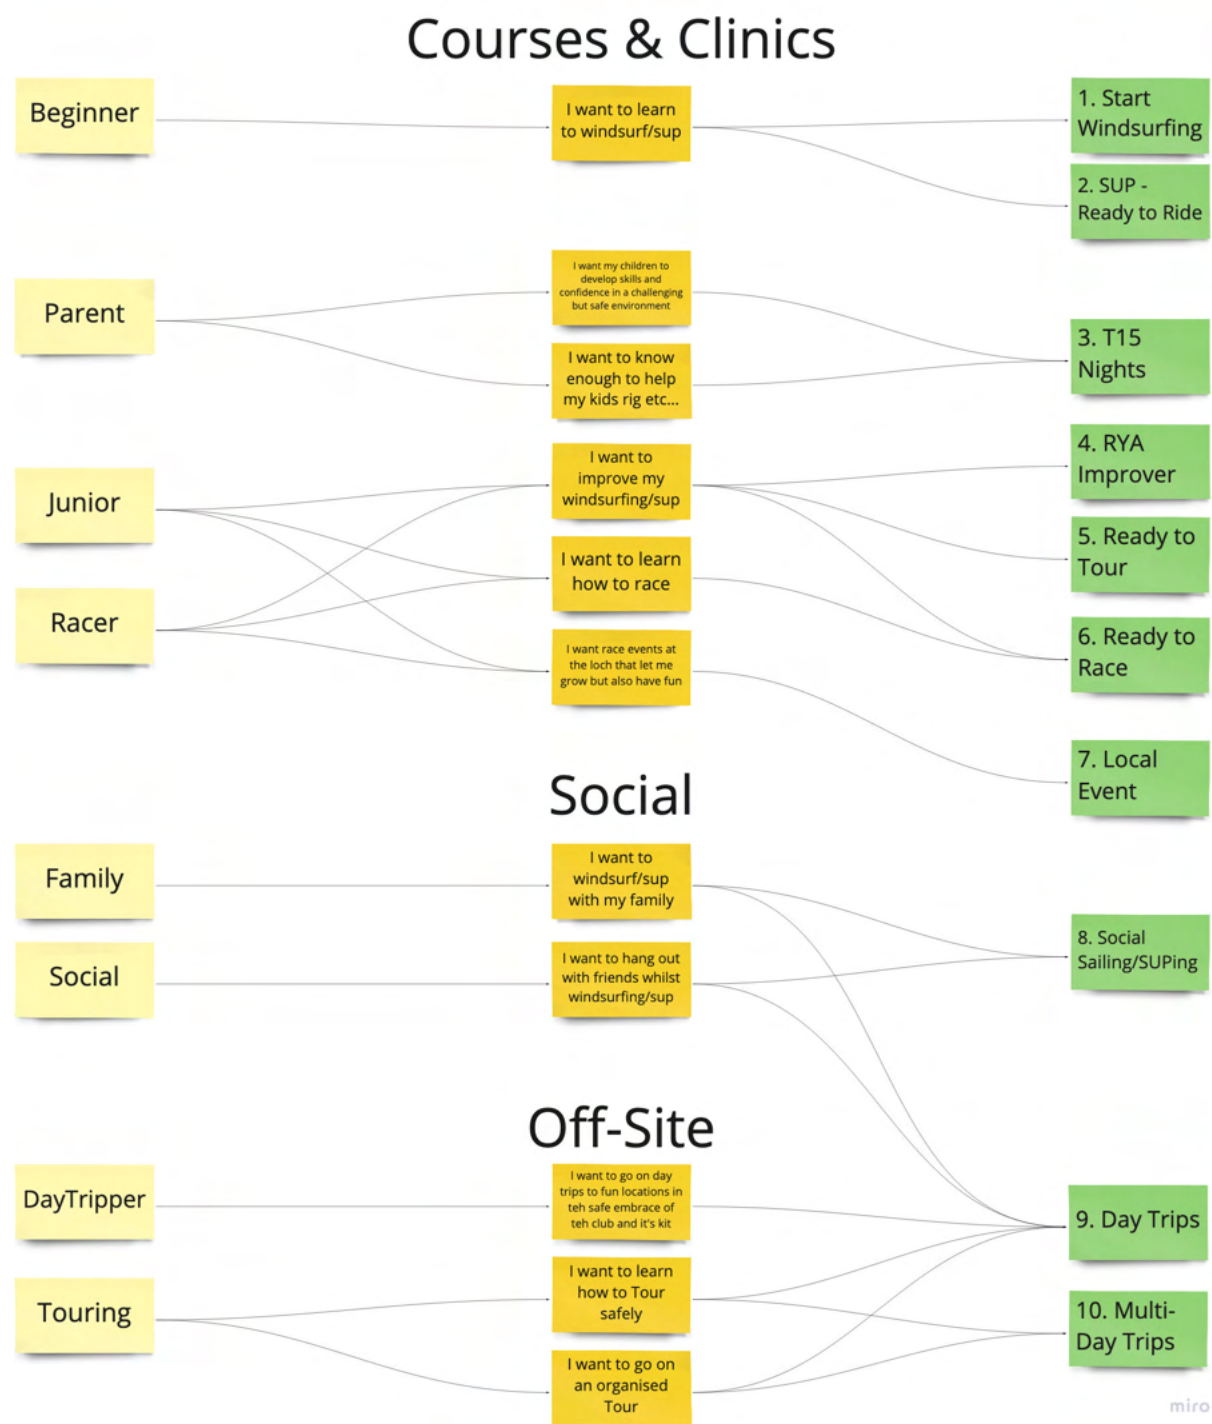 Courses & Clinics
Beginner
I want to learn
to windsurf/sup
1. Start
Windsurfing
2. SUP -
Ready to Ride
Parent
I want my children to
develop skills and
confidence in a challenging
but safe environment
I want to know
enough to help
my kids rig etc...
3. T15
Nights
Junior
Racer
I want to
improve my
windsurfing/sup
I want to learn
how to race
I want race events at
the loch that let me
grow but also have fun
4. RYA
Improver
5. Ready to
Tour
6. Ready to
Race
7. Local
Event
Social
Family
I want to
windsurf/sup
with my family
Social
I want to hang out
with friends whilst
windsurfing/sup
8. Social
Sailing/SUPing
Off-Site
DayTripper
I want to go on day
trips to fun locations in
teh safe embrace of
teh club and it's kit
Touring
I want to learn
how to Tour
safely
I want to go on
an organised
Tour
9. Day Trips
10. Multi-
Day Trips
miro